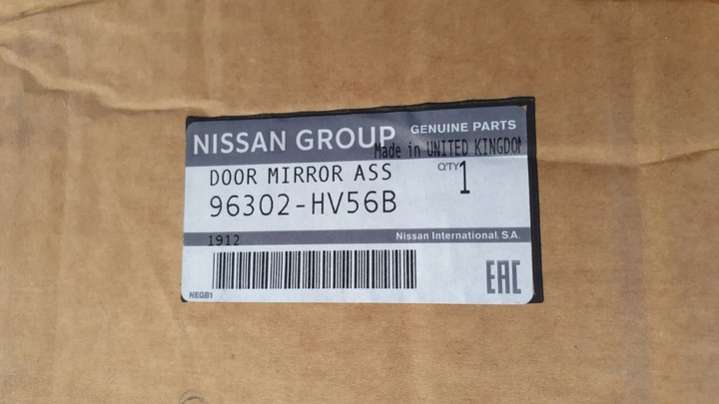 NISSAN GROUP GENUINE PARTS
Made in UNITED KINGDOM
DOOR MIRROR ASS QTY 1
96302-HV56B
1912 Nissan International, S.A.
EAC
NEGB1